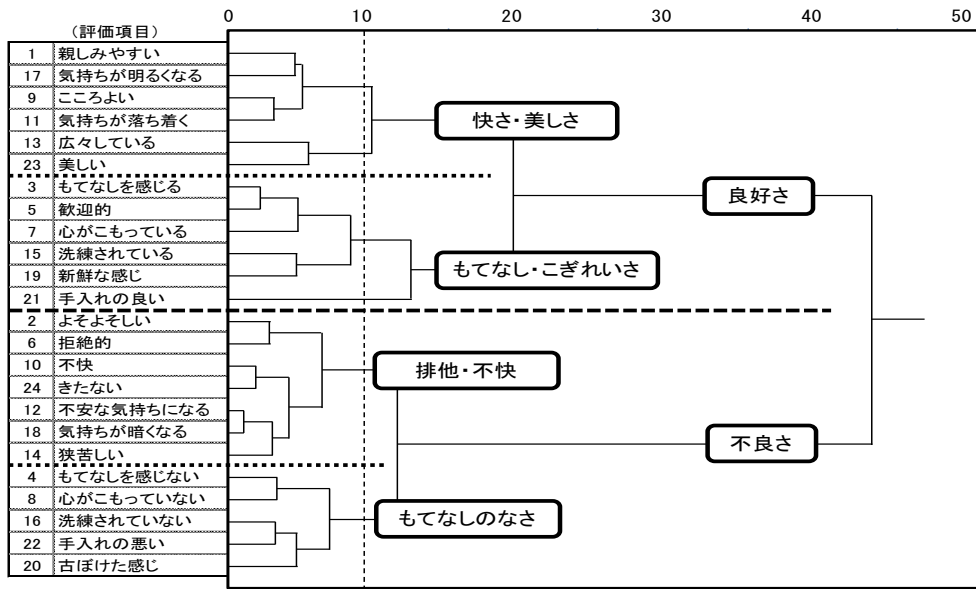 0 10 20 30 40 50
(評価項目)
1 親しみやすい
17 気持ちが明るくなる
9 こころよい
11 気持ちが落ち着く
13 広々している
23 美しい
3 もてなしを感じる
5 歓迎的
7 心がこもっている
15 洗練されている
19 新鮮な感じ
21 手入れの良い
2 よそよそしい
6 拒絶的
10 不快
24 きたない
12 不安な気持ちになる
18 気持ちが暗くなる
14 狭苦しい
4 もてなしを感じない
8 心がこもっていない
16 洗練されていない
22 手入れの悪い
20 古ぼけた感じ
快さ・美しさ
もてなし・こぎれいさ
排他・不快
もてなしのなさ
良好さ
不良さ